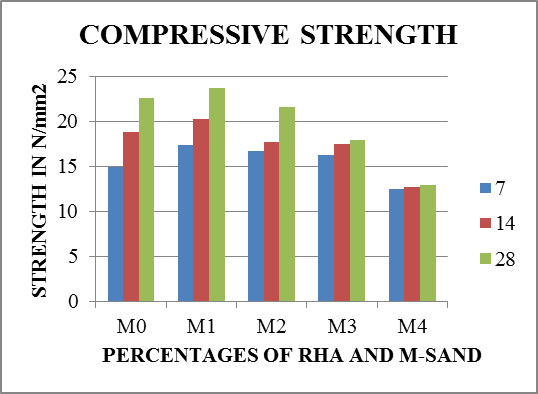 COMPRESSIVE STRENGTH
STRENGTH IN N/mm2
25
20
15
10
5
0
M0 M1 M2 M3 M4
PERCENTAGES OF RHA AND M-SAND
7
14
28